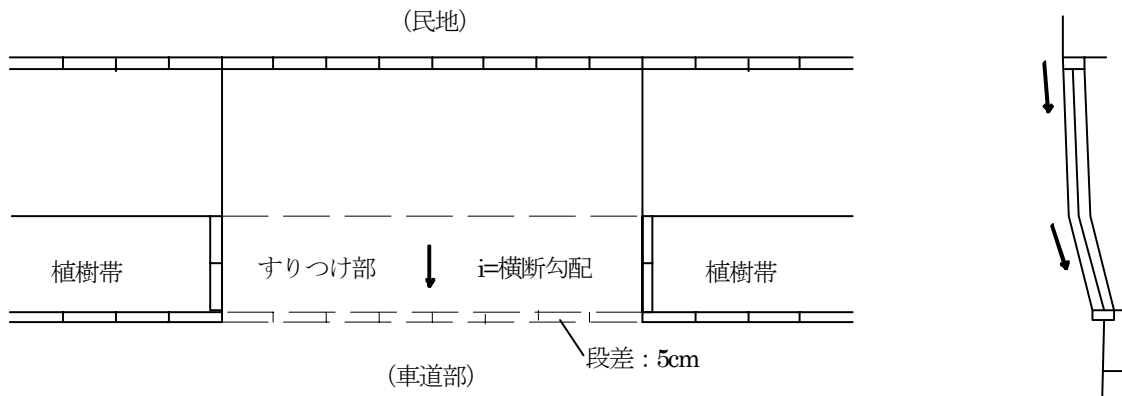 （民地）
植樹帯
すりつけ部
i=横断勾配
植樹帯
段差：5cm
（車道部）